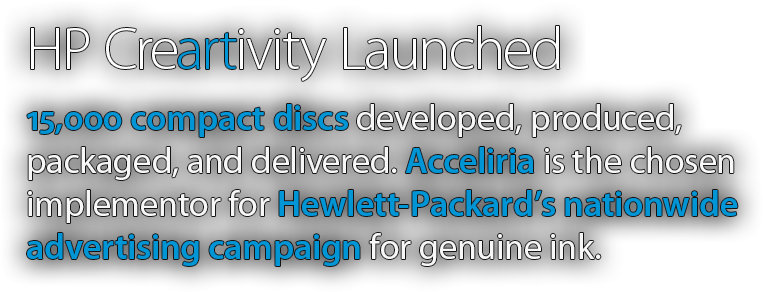 HP Creartivity Launched
15,000 compact discs developed, produced,
packaged, and delivered. Acceliria is the chosen
implementor for Hewlett-Packard's nationwide
advertising campaign for genuine ink.